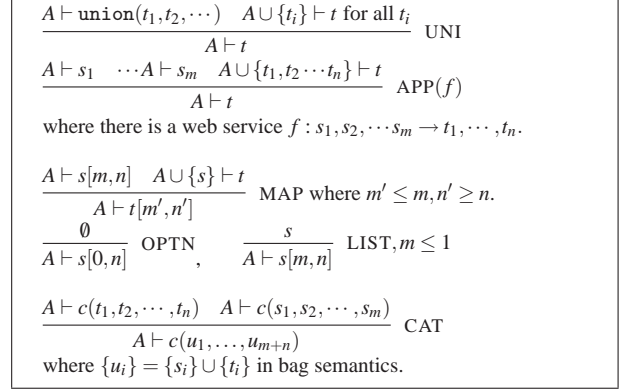 A ⊢ union(t₁,t₂,⋯) A ∪ {tᵢ} ⊢ t for all tᵢ
A ⊢ t
UNI
A ⊢ s₁ ⋯A ⊢ sₘ A ∪ {t₁,t₂⋯tₙ} ⊢ t
A ⊢ t
APP(f)
where there is a web service f : s₁,s₂,⋯sₘ → t₁,⋯,tₙ.
A ⊢ s[m,n] A ∪ {s} ⊢ t
A ⊢ t[m′,n′]
MAP where m′ ≤ m,n′ ≥ n.
∅
A ⊢ s[0,n]
OPTN ,
s
A ⊢ s[m,n]
LIST,m ≤ 1
A ⊢ c(t₁,t₂,⋯,tₙ) A ⊢ c(s₁,s₂,⋯,sₘ)
A ⊢ c(u₁,...,uₘ₊ₙ)
CAT
where {uᵢ} = {sᵢ} ∪ {tᵢ} in bag semantics.